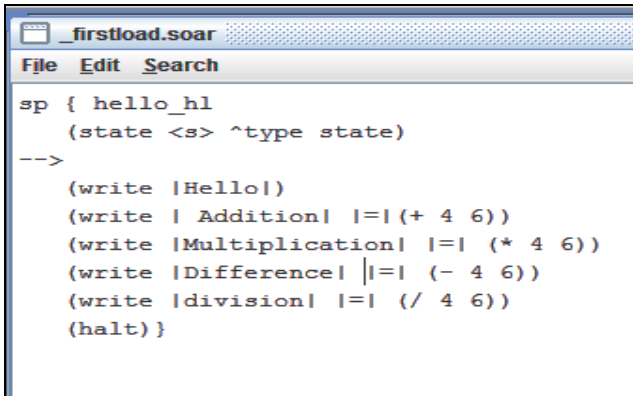 _firstload.soar
File Edit Search
sp { hello_hl
(state <s> ^type state)
-->
(write |Hello|)
(write | Addition| |=|(+ 4 6))
(write |Multiplication| |=| (* 4 6))
(write |Difference| |=| (- 4 6))
(write |division| |=| (/ 4 6))
(halt)}